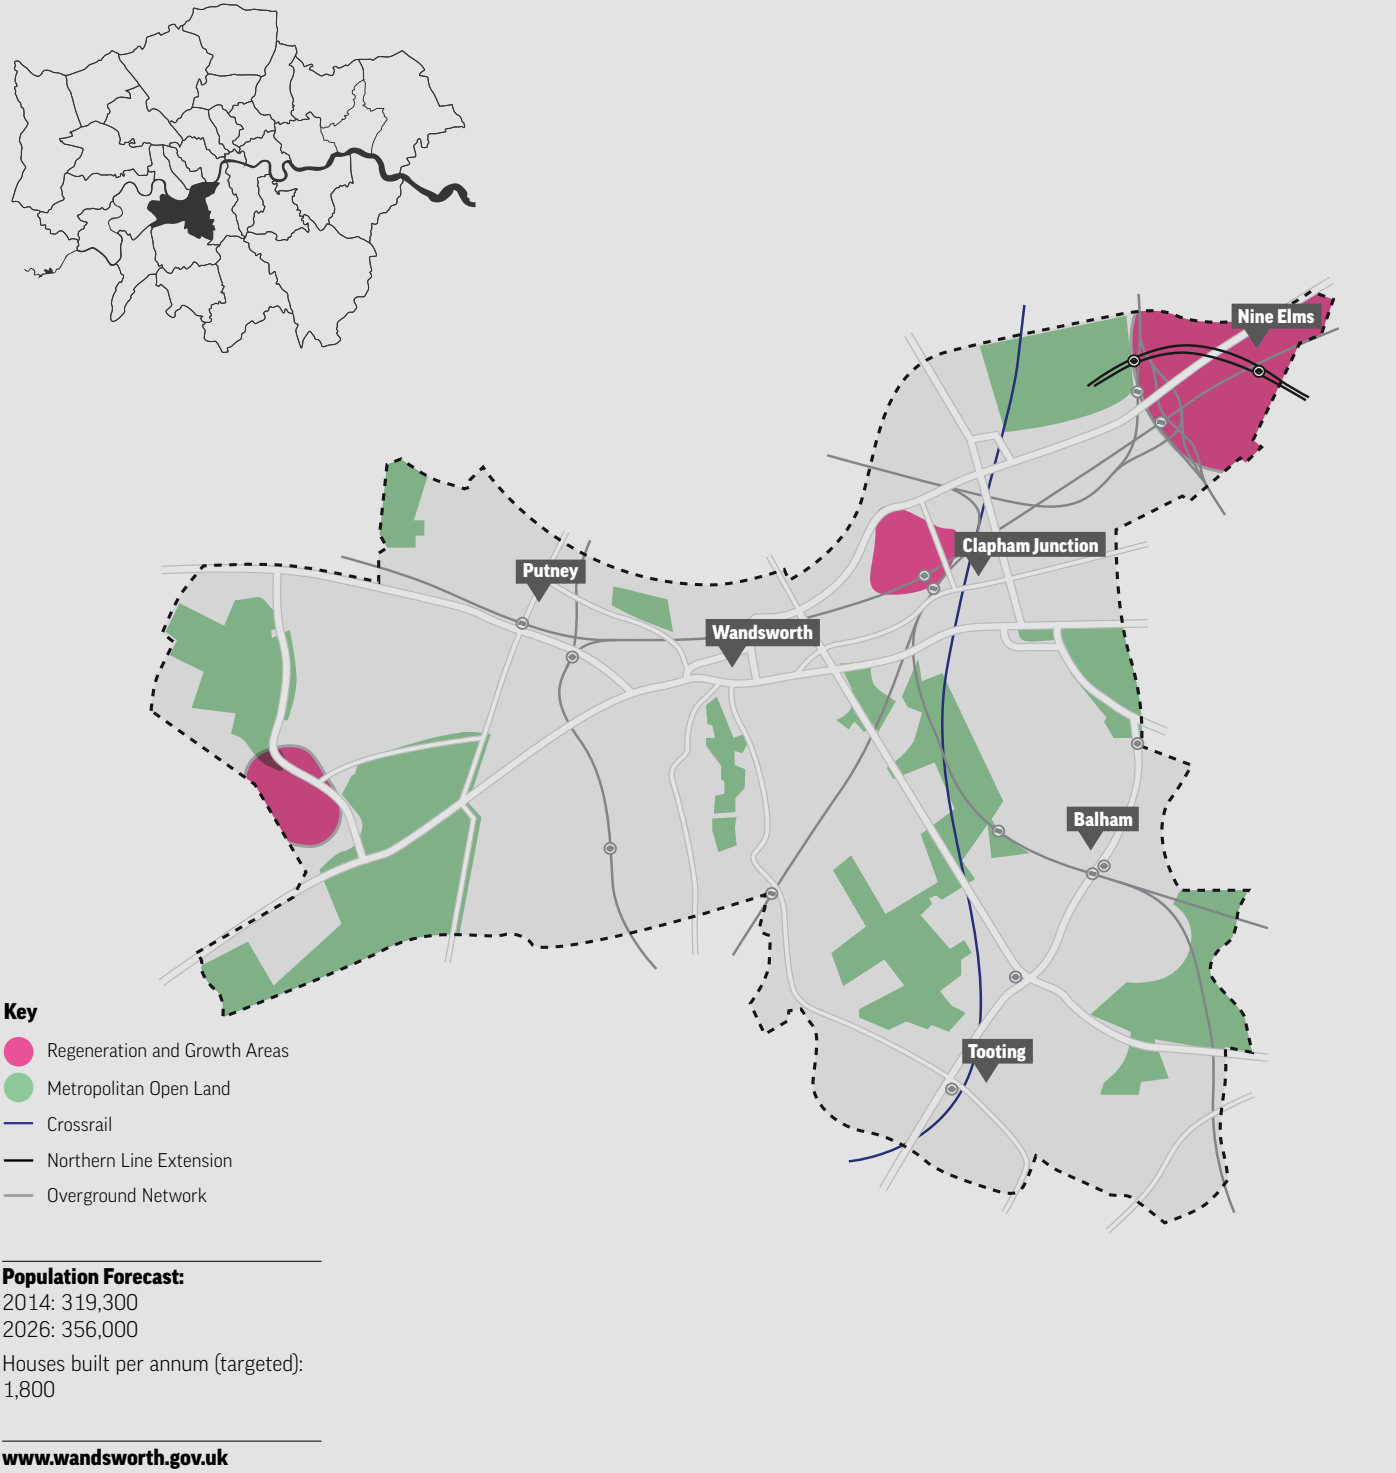 Nine Elms
Clapham Junction
Putney
Wandsworth
Balham
Tooting
Key
Regeneration and Growth Areas
Metropolitan Open Land
Crossrail
Northern Line Extension
Overground Network
Population Forecast:
2014: 319,300
2026: 356,000
Houses built per annum (targeted):
1,800
www.wandsworth.gov.uk